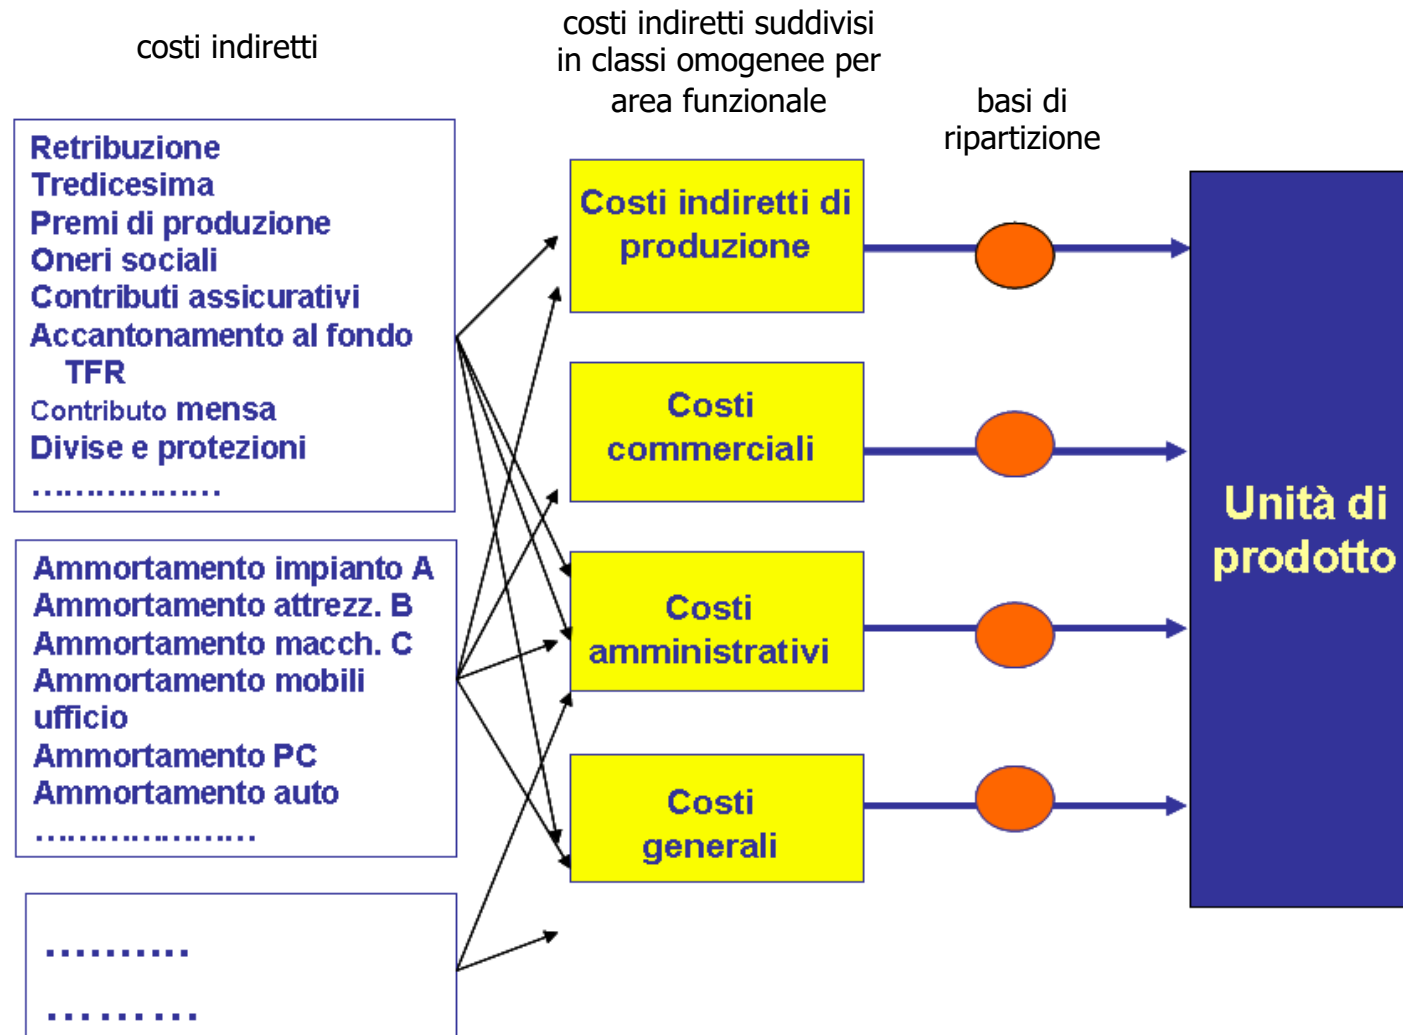 costi indiretti
costi indiretti suddivisi
in classi omogenee per
area funzionale
basi di
ripartizione
Retribuzione
Tredicesima
Premi di produzione
Oneri sociali
Contributi assicurativi
Accantonamento al fondo
TFR
Contributo mensa
Divise e protezioni
………………
Ammortamento impianto A
Ammortamento attrezz. B
Ammortamento macch. C
Ammortamento mobili
ufficio
Ammortamento PC
Ammortamento auto
…………………
……….
………
Costi indiretti di
produzione
Costi
commerciali
Costi
amministrativi
Costi
generali
Unità di
prodotto